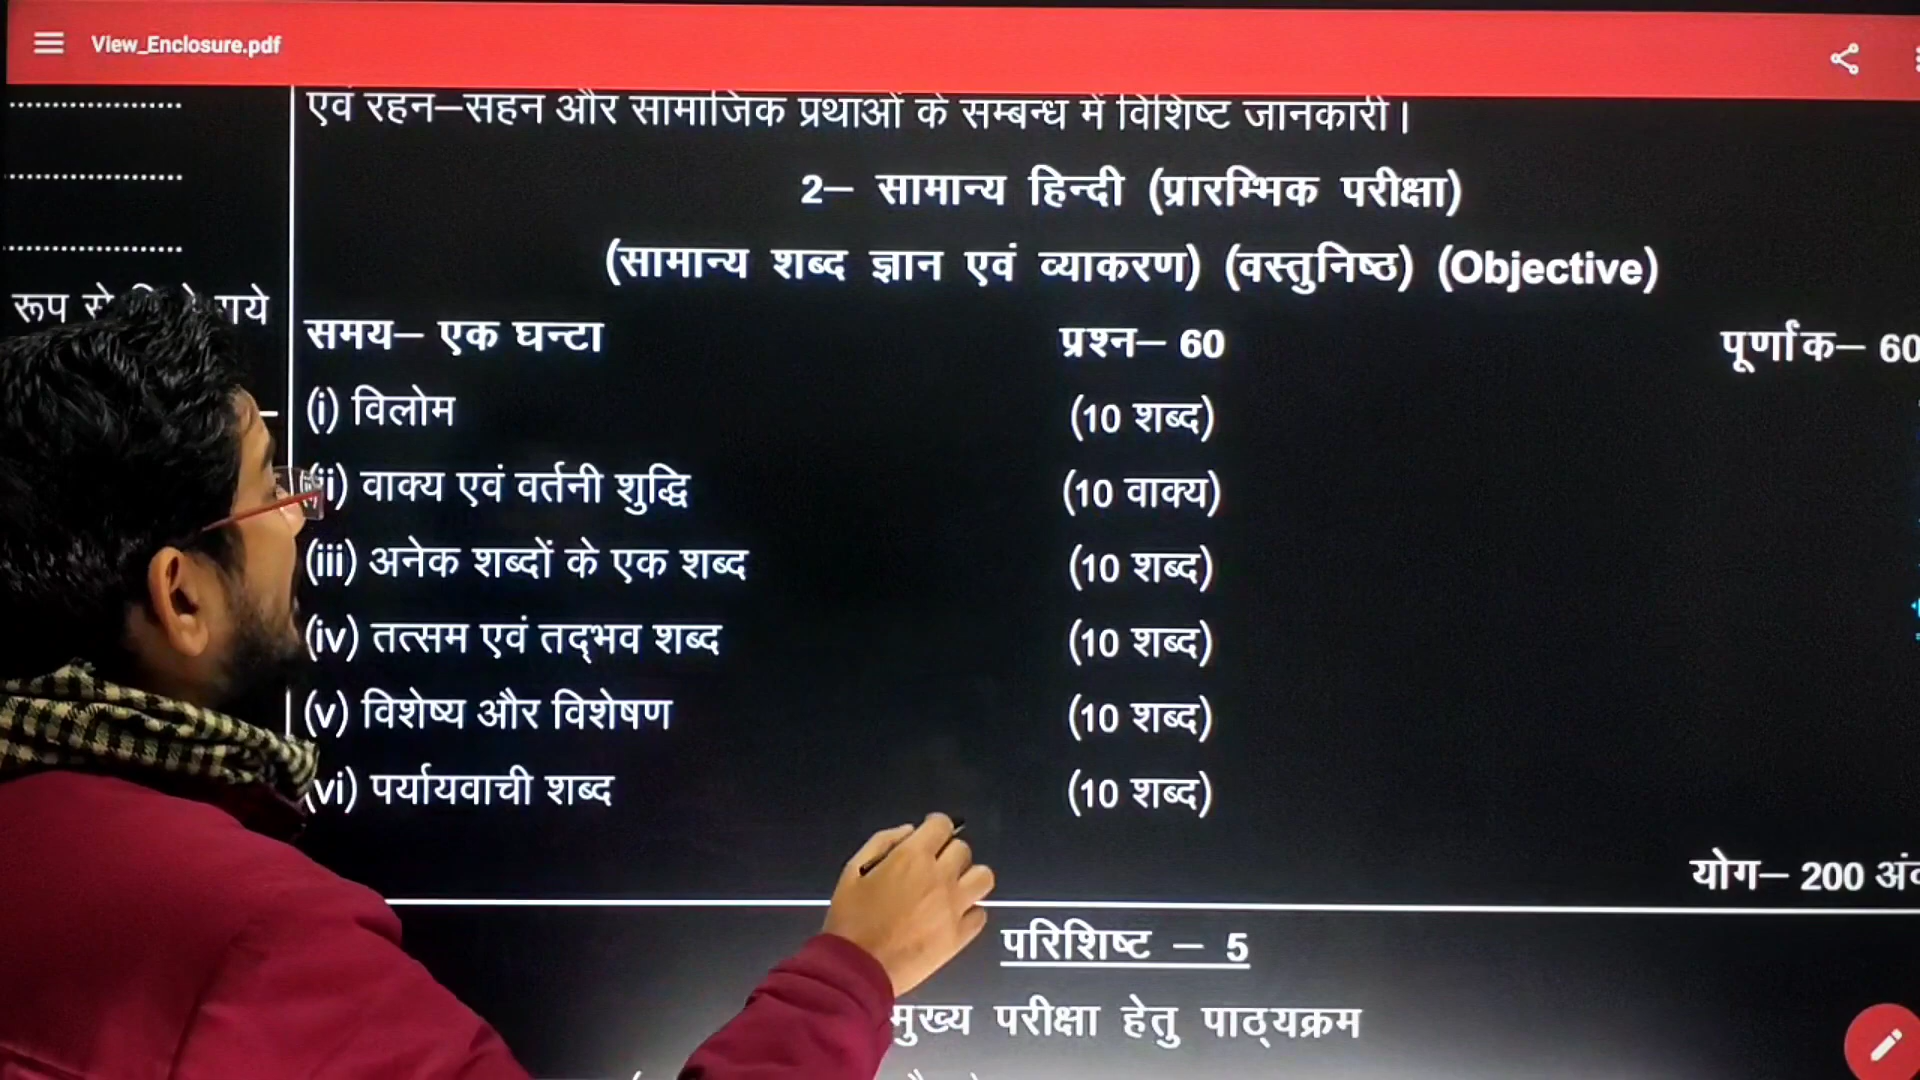 View_Enclosure.pdf
एवं रहन–सहन और सामाजिक प्रथाओं के सम्बन्ध में विशिष्ट जानकारी।
2– सामान्य हिन्दी (प्रारम्भिक परीक्षा)
(सामान्य शब्द ज्ञान एवं व्याकरण) (वस्तुनिष्ठ) (Objective)
रूप से गये
समय– एक घन्टा प्रश्न– 60 पूर्णांक– 60
(i) विलोम (10 शब्द)
(ii) वाक्य एवं वर्तनी शुद्धि (10 वाक्य)
(iii) अनेक शब्दों के एक शब्द (10 शब्द)
(iv) तत्सम एवं तद्भव शब्द (10 शब्द)
(v) विशेष्य और विशेषण (10 शब्द)
(vi) पर्यायवाची शब्द (10 शब्द)
योग– 200
परिशिष्ट – 5
मुख्य परीक्षा हेतु पाठ्यक्रम